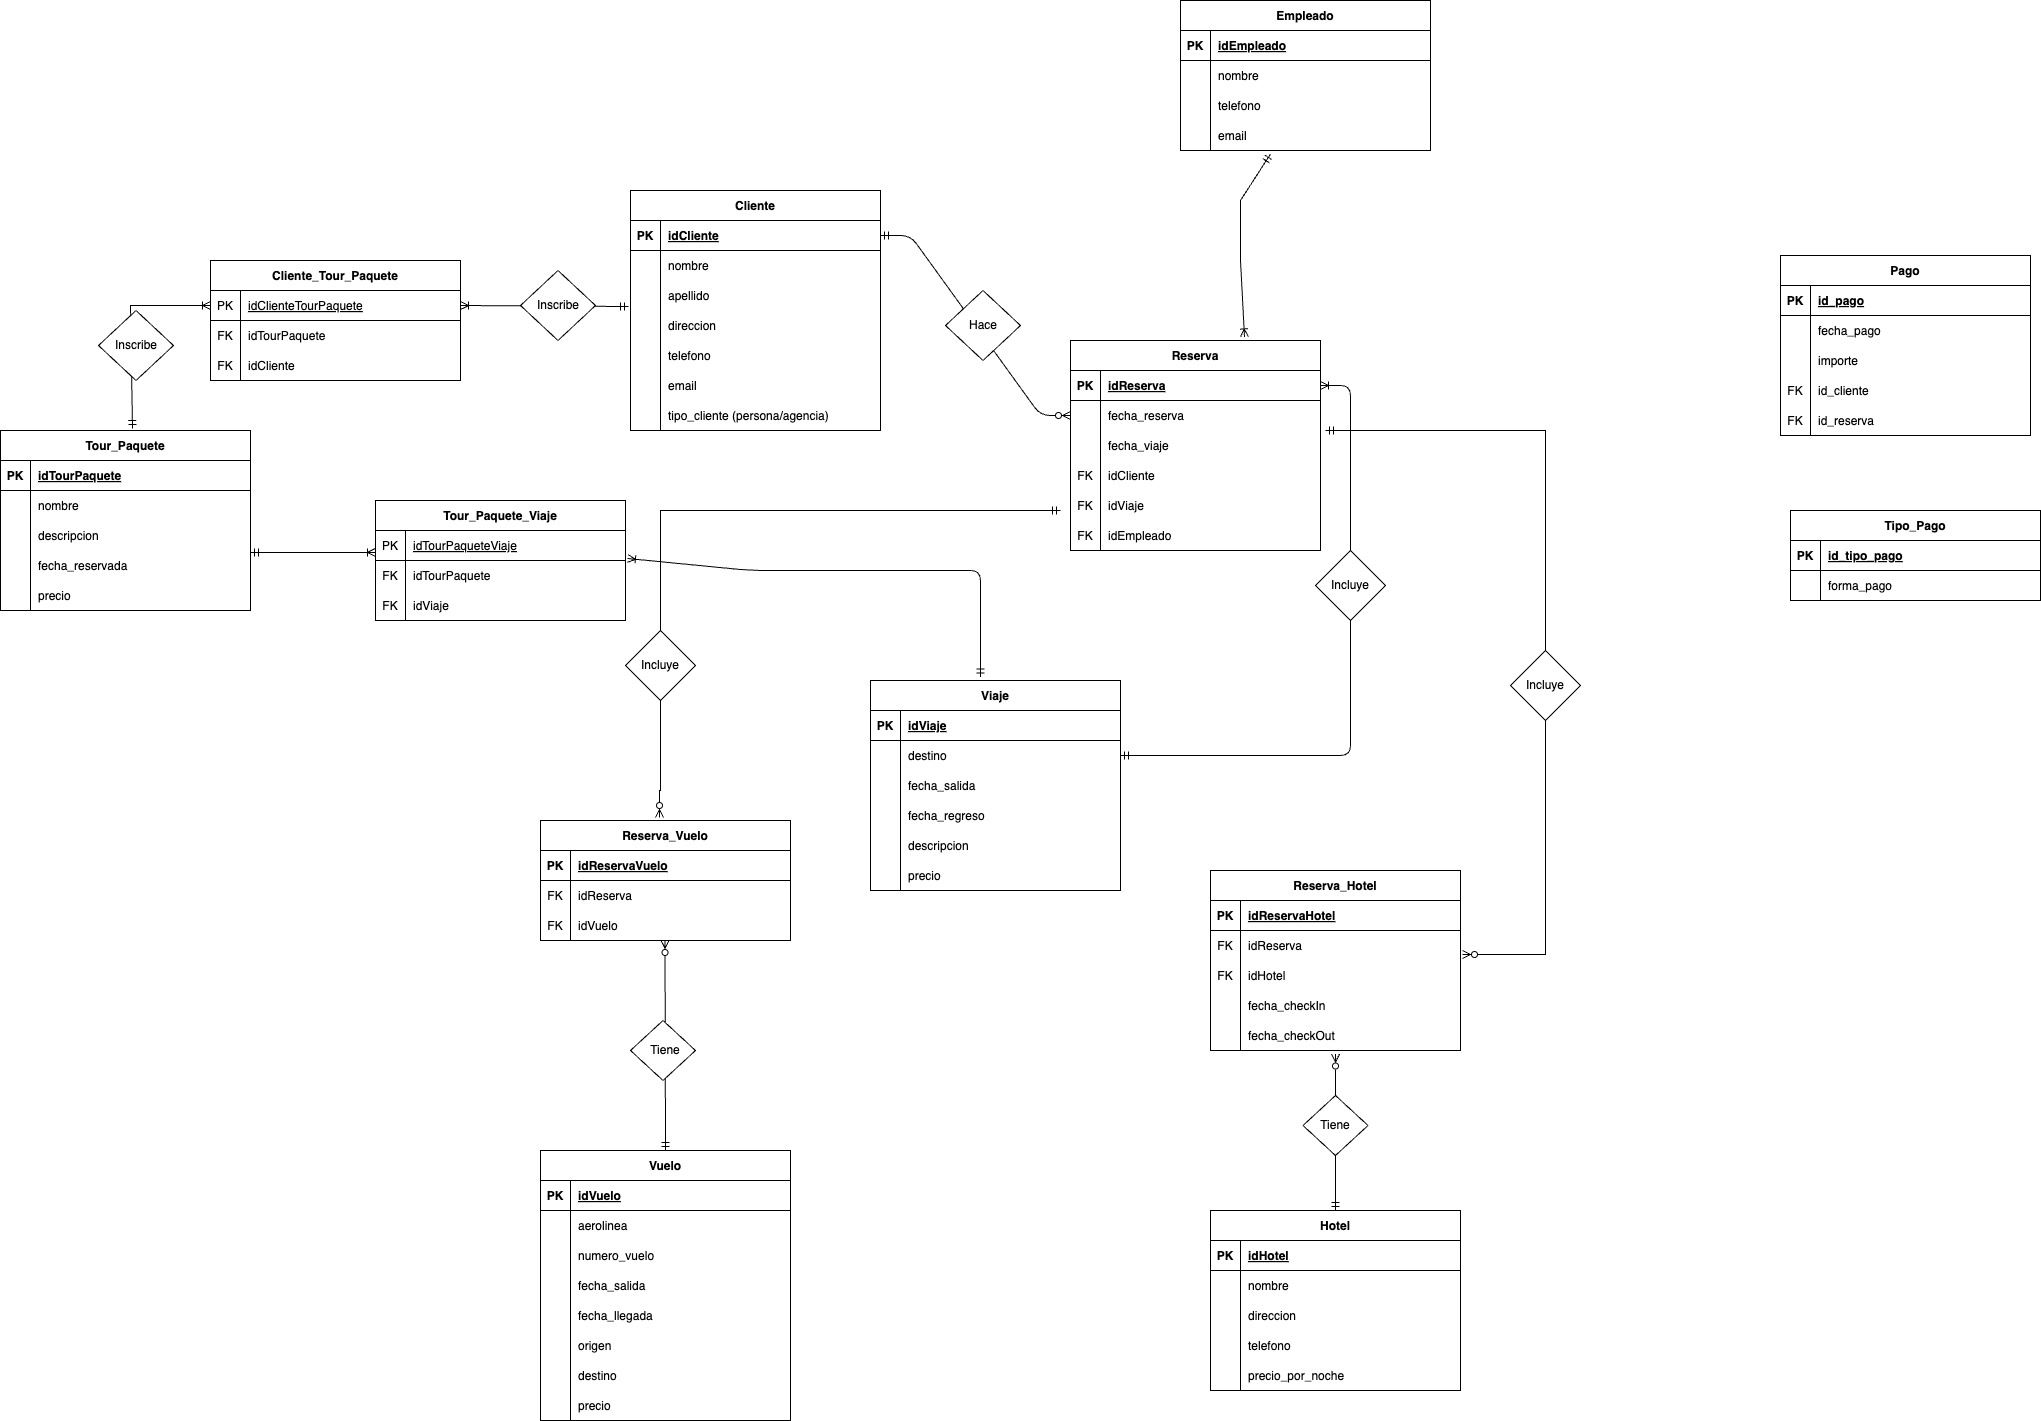 Empleado
PK idEmpleado
nombre
telefono
email
Cliente
PK idCliente
nombre
apellido
direccion
telefono
email
tipo_cliente (persona/agencia)
Cliente_Tour_Paquete
PK idClienteTourPaquete
FK idTourPaquete
FK idCliente
Inscribe
Inscribe
Hace
Pago
PK id_pago
fecha_pago
importe
FK id_cliente
FK id_reserva
Reserva
PK idReserva
fecha_reserva
fecha_viaje
FK idCliente
FK idViaje
FK idEmpleado
Tour_Paquete
PK idTourPaquete
nombre
descripcion
fecha_reservada
precio
Tour_Paquete_Viaje
PK idTourPaqueteViaje
FK idTourPaquete
FK idViaje
Tipo_Pago
PK id_tipo_pago
forma_pago
Incluye
Incluye
Incluye
Viaje
PK idViaje
destino
fecha_salida
fecha_regreso
descripcion
precio
Reserva_Vuelo
PK idReservaVuelo
FK idReserva
FK idVuelo
Reserva_Hotel
PK idReservaHotel
FK idReserva
FK idHotel
fecha_checkIn
fecha_checkOut
Tiene
Tiene
Vuelo
PK idVuelo
aerolinea
numero_vuelo
fecha_salida
fecha_llegada
origen
destino
precio
Hotel
PK idHotel
nombre
direccion
telefono
precio_por_noche